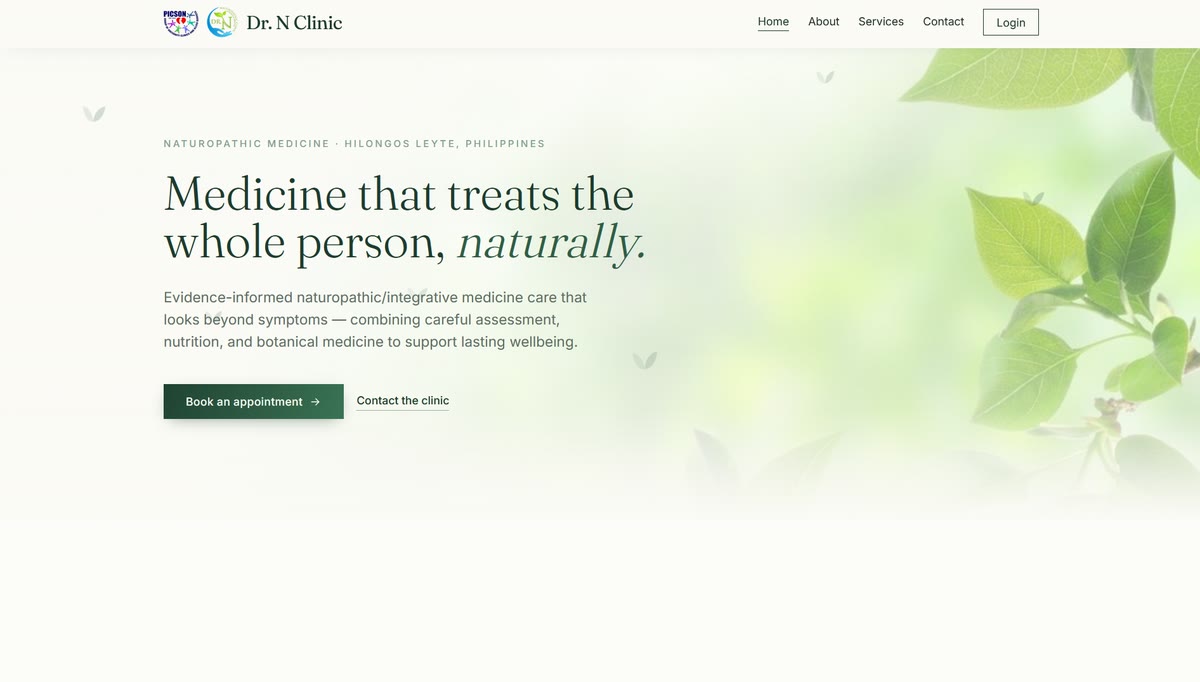 PICSON
DR. N
Dr. N Clinic
Home
About
Services
Contact
Login
NATUROPATHIC MEDICINE · HILONGOS LEYTE, PHILIPPINES
Medicine that treats the
whole person, naturally.
Evidence-informed naturopathic/integrative medicine care that
looks beyond symptoms — combining careful assessment,
nutrition, and botanical medicine to support lasting wellbeing.
Book an appointment →
Contact the clinic